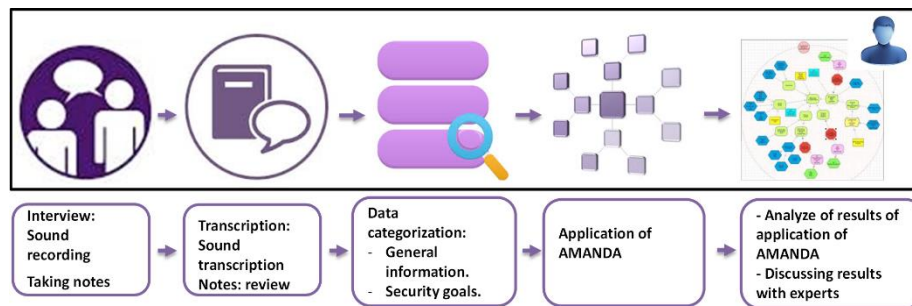 Interview:
Sound
recording
Taking notes
Transcription:
Sound
transcription
Notes: review
Data
categorization:
- General
information.
- Security goals.
Application of
AMANDA
- Analyze of results of
application of
AMANDA
- Discussing results
with experts